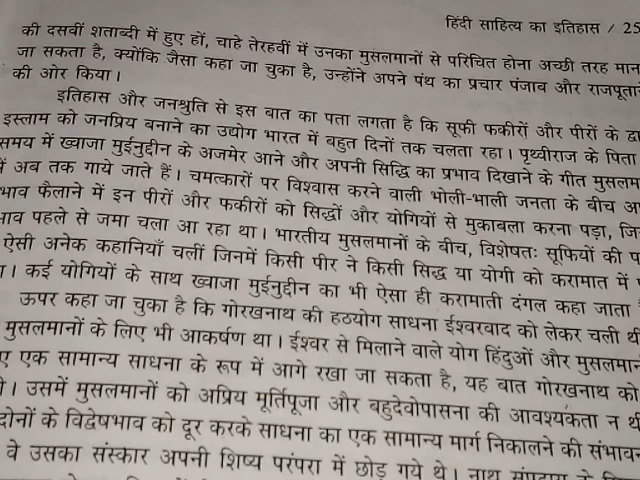 हिंदी साहित्य का इतिहास / 25
की दसवीं शताब्दी में हुए हों, चाहे तेरहवीं में उनका मुसलमानों से परिचित होना अच्छी तरह मान
जा सकता है, क्योंकि जैसा कहा जा चुका है, उन्होंने अपने पंथ का प्रचार पंजाव और राजपूतान
की ओर किया।
इतिहास और जनश्रुति से इस बात का पता लगता है कि सूफी फकीरों और पीरों के द्वा
इस्लाम को जनप्रिय बनाने का उद्योग भारत में बहुत दिनों तक चलता रहा। पृथ्वीराज के पिता
समय में ख्वाजा मुईनुद्दीन के अजमेर आने और अपनी सिद्धि का प्रभाव दिखाने के गीत मुसलम
में अब तक गाये जाते हैं। चमत्कारों पर विश्वास करने वाली भोली-भाली जनता के बीच अप
भाव फैलाने में इन पीरों और फकीरों को सिद्धों और योगियों से मुकाबला करना पड़ा, जि
भाव पहले से जमा चला आ रहा था। भारतीय मुसलमानों के बीच, विशेषतः सूफियों की प
ऐसी अनेक कहानियाँ चलीं जिनमें किसी पीर ने किसी सिद्ध या योगी को करामात में
। कई योगियों के साथ ख्वाजा मुईनुद्दीन का भी ऐसा ही करामाती दंगल कहा जाता
ऊपर कहा जा चुका है कि गोरखनाथ की हठयोग साधना ईश्वरवाद को लेकर चली थी
मुसलमानों के लिए भी आकर्षण था। ईश्वर से मिलाने वाले योग हिंदुओं और मुसलमान
ए एक सामान्य साधना के रूप में आगे रखा जा सकता है, यह बात गोरखनाथ को
। उसमें मुसलमानों को अप्रिय मूर्तिपूजा और बहुदेवोपासना की आवश्यकता न थी
दोनों के विद्वेषभाव को दूर करके साधना का एक सामान्य मार्ग निकालने की संभावन
वे उसका संस्कार अपनी शिष्य परंपरा में छोड़ गये थे। नाथ संप्रदाय के